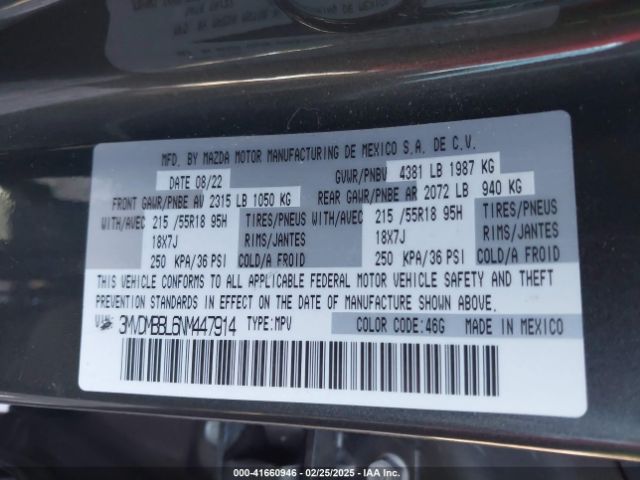 MFD. BY MAZDA MOTOR MANUFACTURING DE MEXICO S.A. DE C.V.
DATE 08/22 GVWR/PNBV 4381 LB 1987 KG
FRONT GAWR/PNBE AV 2315 LB 1050 KG REAR GAWR/PNBE AR 2072 LB 940 KG
WITH/AVEC 215 /55R18 95H TIRES/PNEUS WITH/AVEC 215 /55R18 95H TIRES/PNEUS
18X7J RIMS/JANTES 18X7J RIMS/JANTES
250 KPA/36 PSI COLD/A FROID 250 KPA/36 PSI COLD/A FROID
THIS VEHICLE CONFORMS TO ALL APPLICABLE FEDERAL MOTOR VEHICLE SAFETY AND THEFT
PREVENTION STANDARDS IN EFFECT ON THE DATE OF MANUFACTURE SHOWN ABOVE.
VIN: 3MVDMBBL6NM447914 TYPE:MPV COLOR CODE:46G MADE IN MEXICO
000-41660946 - 02/25/2025 - IAA Inc.